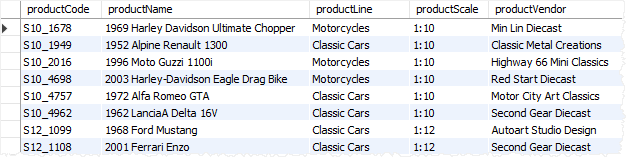 productCode productName productLine productScale productVendor
S10_1678 1969 Harley Davidson Ultimate Chopper Motorcycles 1:10 Min Lin Diecast
S10_1949 1952 Alpine Renault 1300 Classic Cars 1:10 Classic Metal Creations
S10_2016 1996 Moto Guzzi 1100i Motorcycles 1:10 Highway 66 Mini Classics
S10_4698 2003 Harley-Davidson Eagle Drag Bike Motorcycles 1:10 Red Start Diecast
S10_4757 1972 Alfa Romeo GTA Classic Cars 1:10 Motor City Art Classics
S10_4962 1962 LanciaA Delta 16V Classic Cars 1:10 Second Gear Diecast
S12_1099 1968 Ford Mustang Classic Cars 1:12 Autoart Studio Design
S12_1108 2001 Ferrari Enzo Classic Cars 1:12 Second Gear Diecast